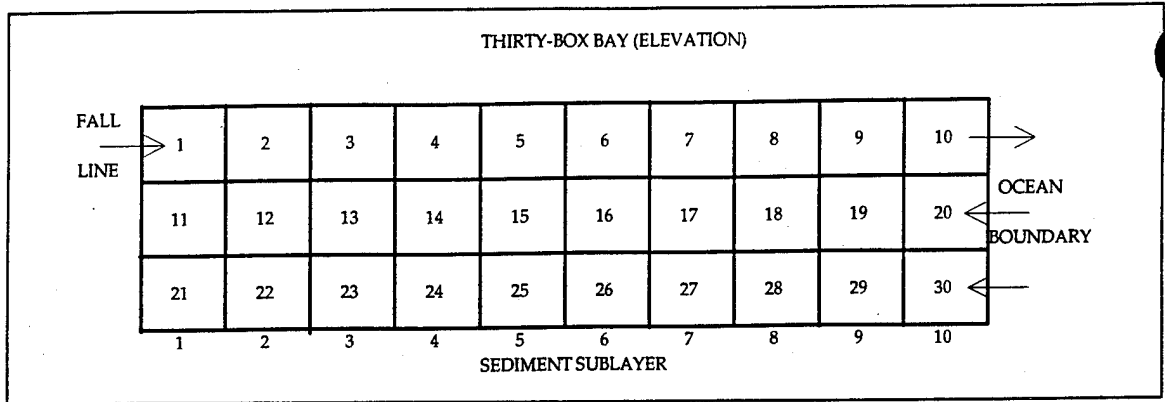 THIRTY-BOX BAY (ELEVATION)
FALL
LINE
1 2 3 4 5 6 7 8 9 10
11 12 13 14 15 16 17 18 19 20
OCEAN
BOUNDARY
21 22 23 24 25 26 27 28 29 30
1 2 3 4 5 6 7 8 9 10
SEDIMENT SUBLAYER